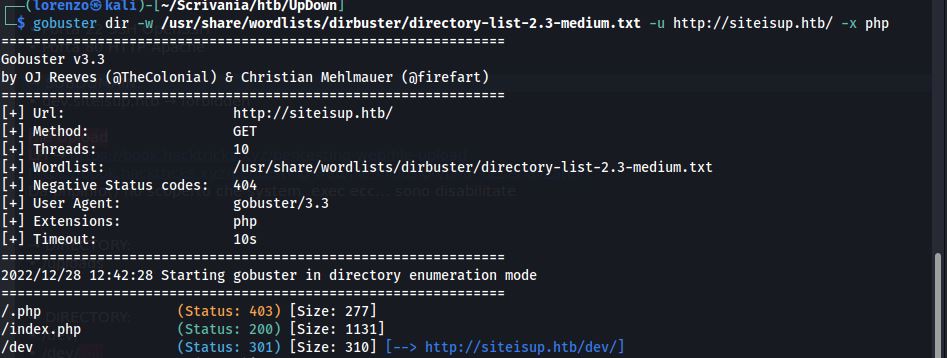 (lorenzo㉿kali)-[~/Scrivania/htb/UpDown]
$ gobuster dir -w /usr/share/wordlists/dirbuster/directory-list-2.3-medium.txt -u http://siteisup.htb/ -x php
===============================================================
Gobuster v3.3
by OJ Reeves (@TheColonial) & Christian Mehlmauer (@firefart)
===============================================================
[+] Url: http://siteisup.htb/
[+] Method: GET
[+] Threads: 10
[+] Wordlist: /usr/share/wordlists/dirbuster/directory-list-2.3-medium.txt
[+] Negative Status codes: 404
[+] User Agent: gobuster/3.3
[+] Extensions: php
[+] Timeout: 10s
===============================================================
2022/12/28 12:42:28 Starting gobuster in directory enumeration mode
===============================================================
/.php (Status: 403) [Size: 277]
/index.php (Status: 200) [Size: 1131]
/dev (Status: 301) [Size: 310] [--> http://siteisup.htb/dev/]